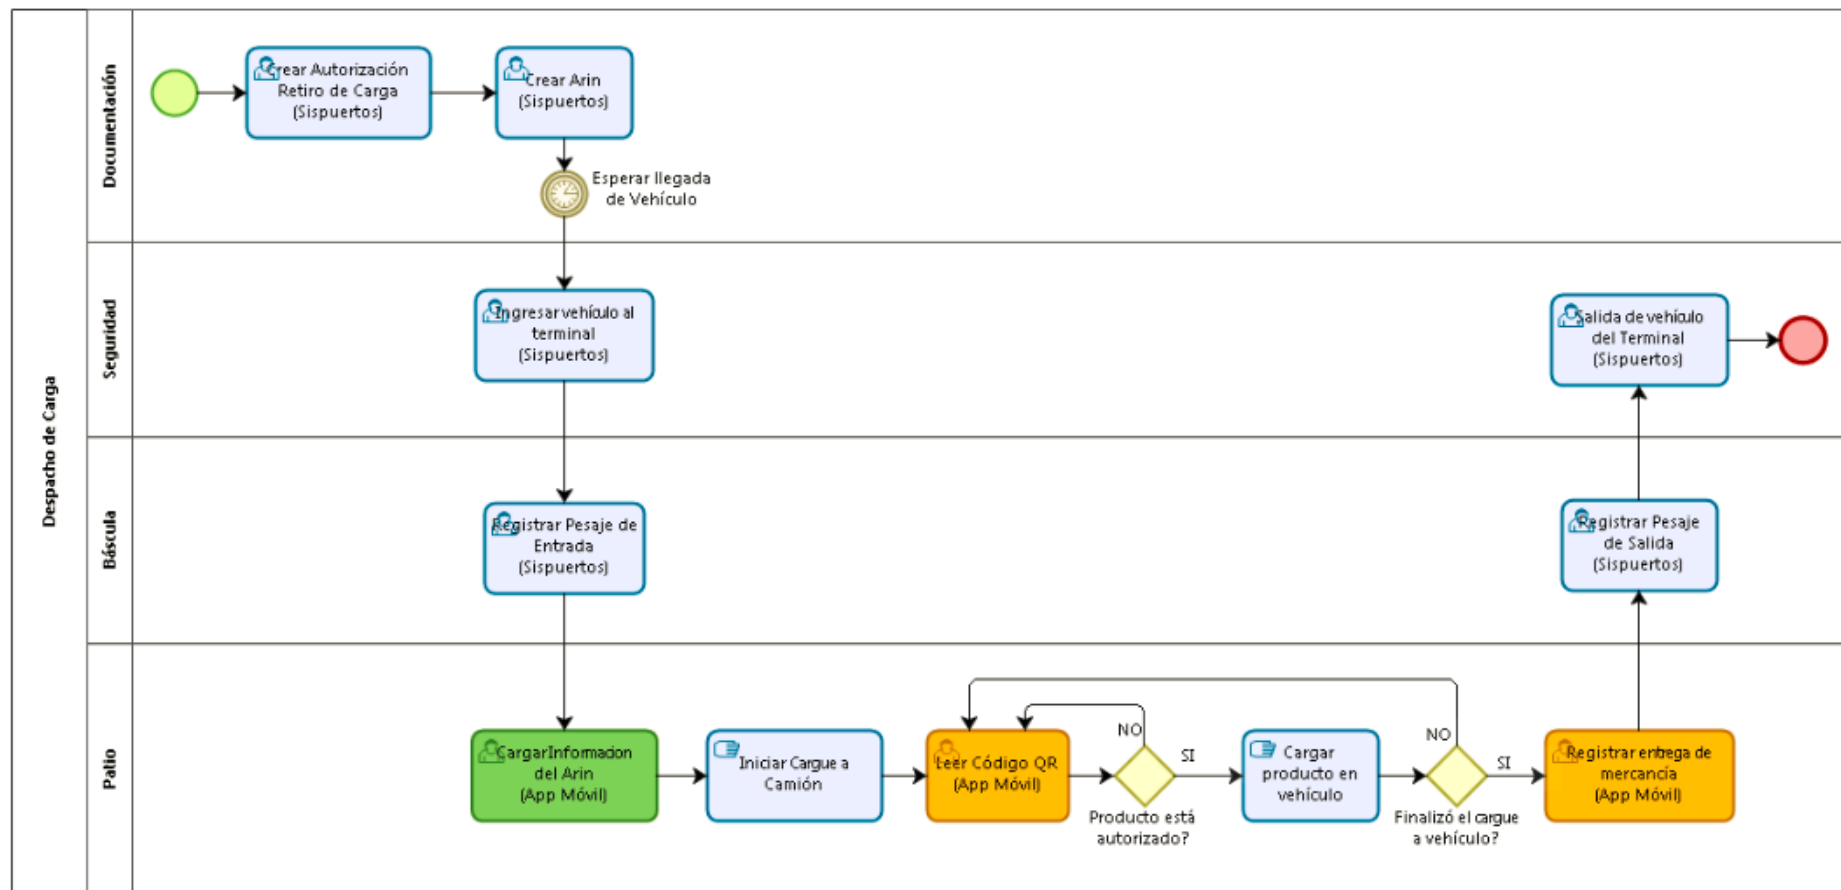 Despacho de Carga
Documentación
Crear Autorización
Retiro de Carga
(Sispuertos)
Crear Arin
(Sispuertos)
Esperar llegada
de Vehículo
Seguridad
Ingresar vehículo al
terminal
(Sispuertos)
Salida de vehículo
del Terminal
(Sispuertos)
Báscula
Registrar Pesaje de
Entrada
(Sispuertos)
Registrar Pesaje
de Salida
(Sispuertos)
Patio
Cargar Informacion
del Arin
(App Móvil)
Iniciar Cargue a
Camión
Leer Código QR
(App Móvil)
NO
SI
Producto está
autorizado?
Cargar
producto en
vehículo
NO
SI
Finalizó el cargue
a vehículo?
Registrar entrega de
mercancía
(App Móvil)